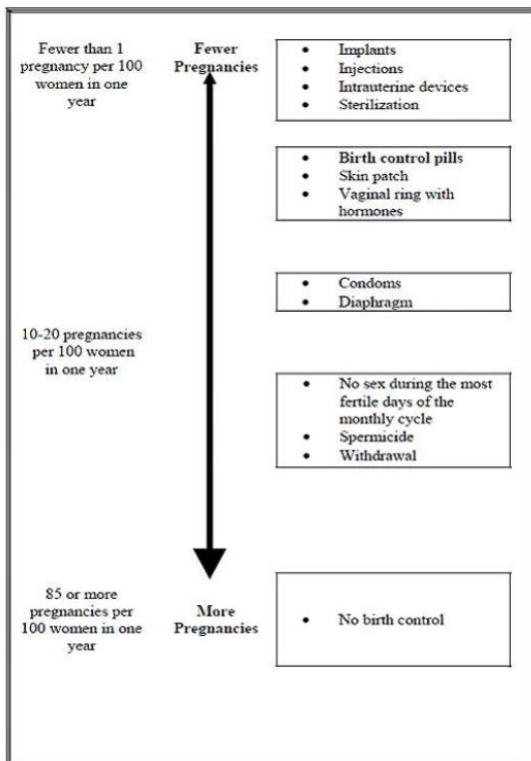 Fewer than 1
pregnancy per 100
women in one
year
Fewer
Pregnancies
• Implants
• Injections
• Intrauterine devices
• Sterilization
• Birth control pills
• Skin patch
• Vaginal ring with
hormones
• Condoms
• Diaphragm
10-20 pregnancies
per 100 women
in one year
• No sex during the most
fertile days of the
monthly cycle
• Spermicide
• Withdrawal
85 or more
pregnancies per
100 women in one
year
More
Pregnancies
• No birth control